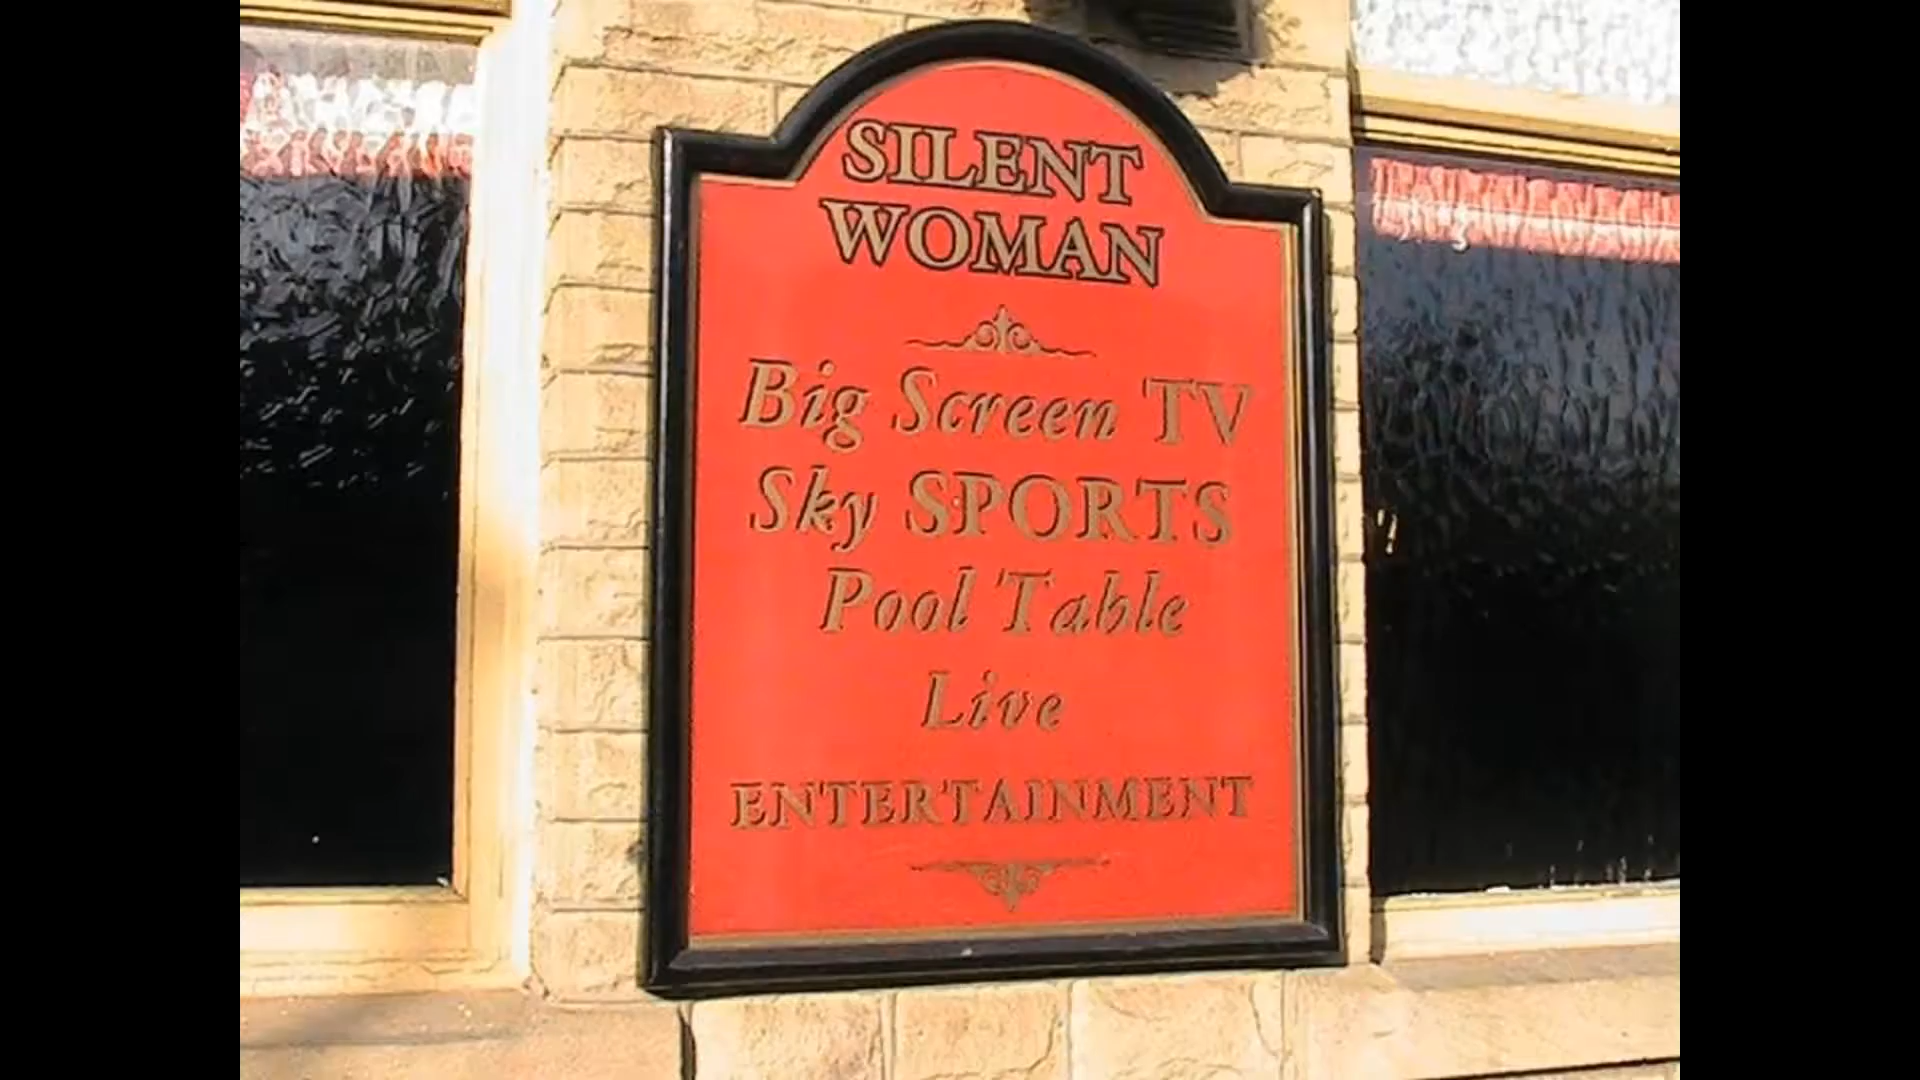 SILENT
WOMAN
Big Screen TV
Sky SPORTS
Pool Table
Live
ENTERTAINMENT